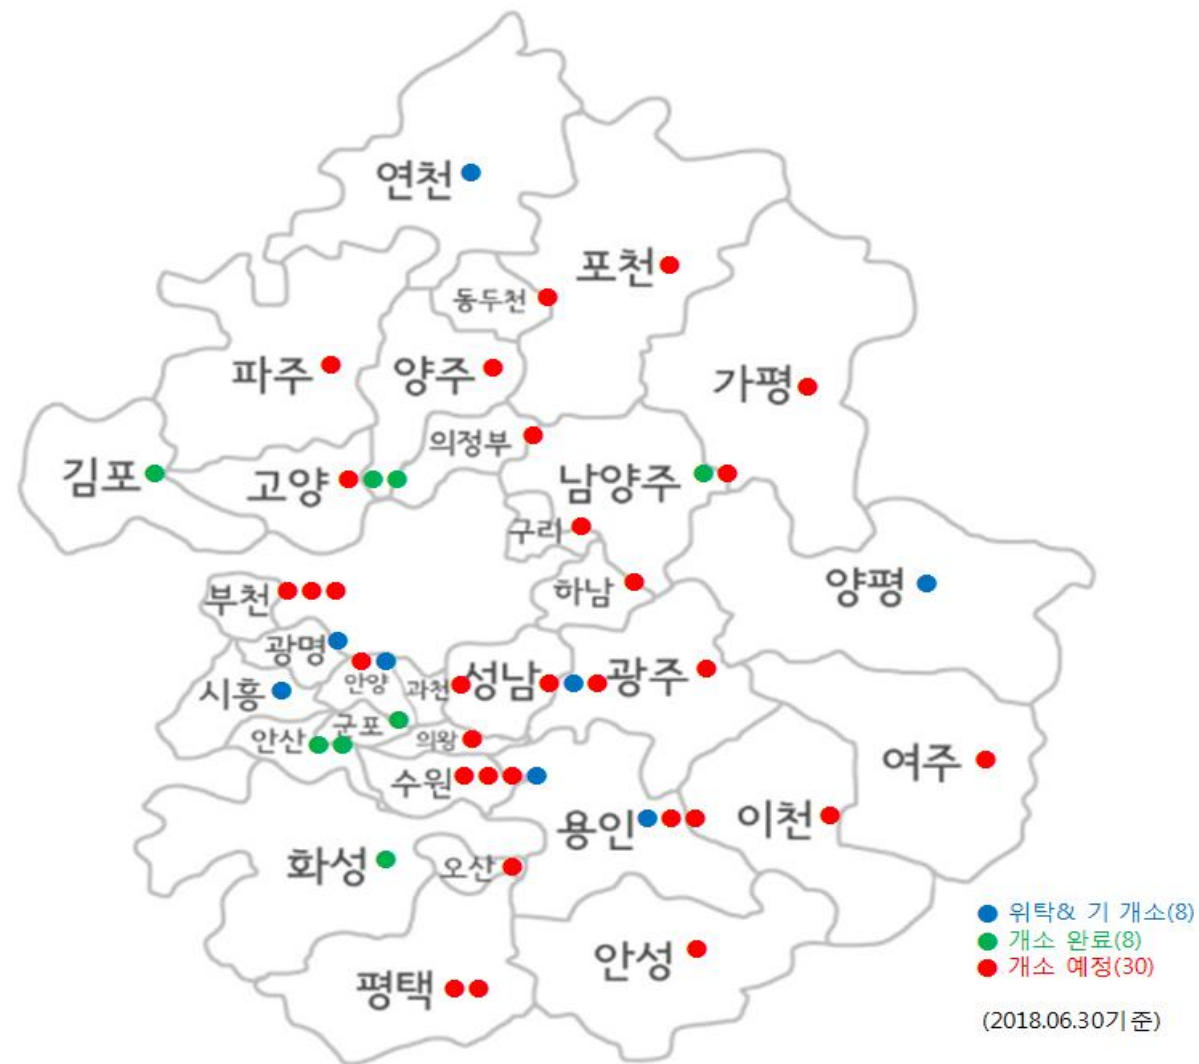 연천
포천
동두천
파주
양주
가평
의정부
김포
고양
남양주
구리
하남
양평
부천
광명
안양
과천
성남
광주
시흥
군포
안산
의왕
수원
여주
용인
이천
화성
오산
안성
평택
위탁& 기 개소(8)
개소 완료(8)
개소 예정(30)
(2018.06.30기준)